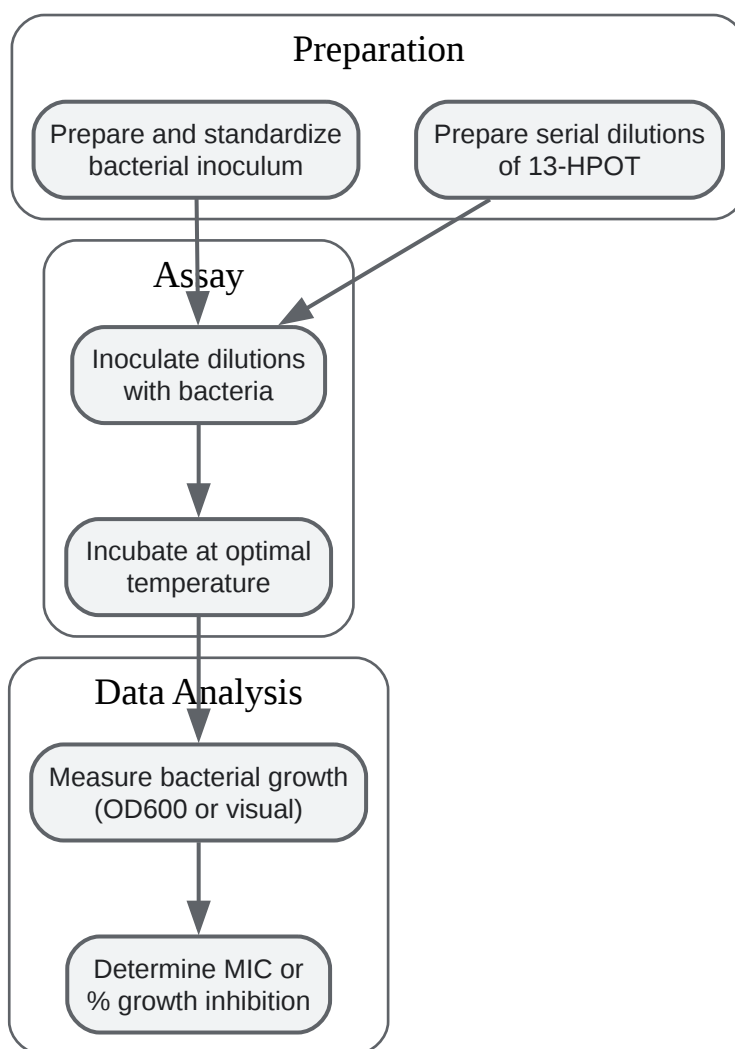 Preparation
Prepare and standardize
bacterial inoculum
Prepare serial dilutions
of 13-HPOT
Assay
Inoculate dilutions
with bacteria
Incubate at optimal
temperature
Data Analysis
Measure bacterial growth
(OD600 or visual)
Determine MIC or
% growth inhibition